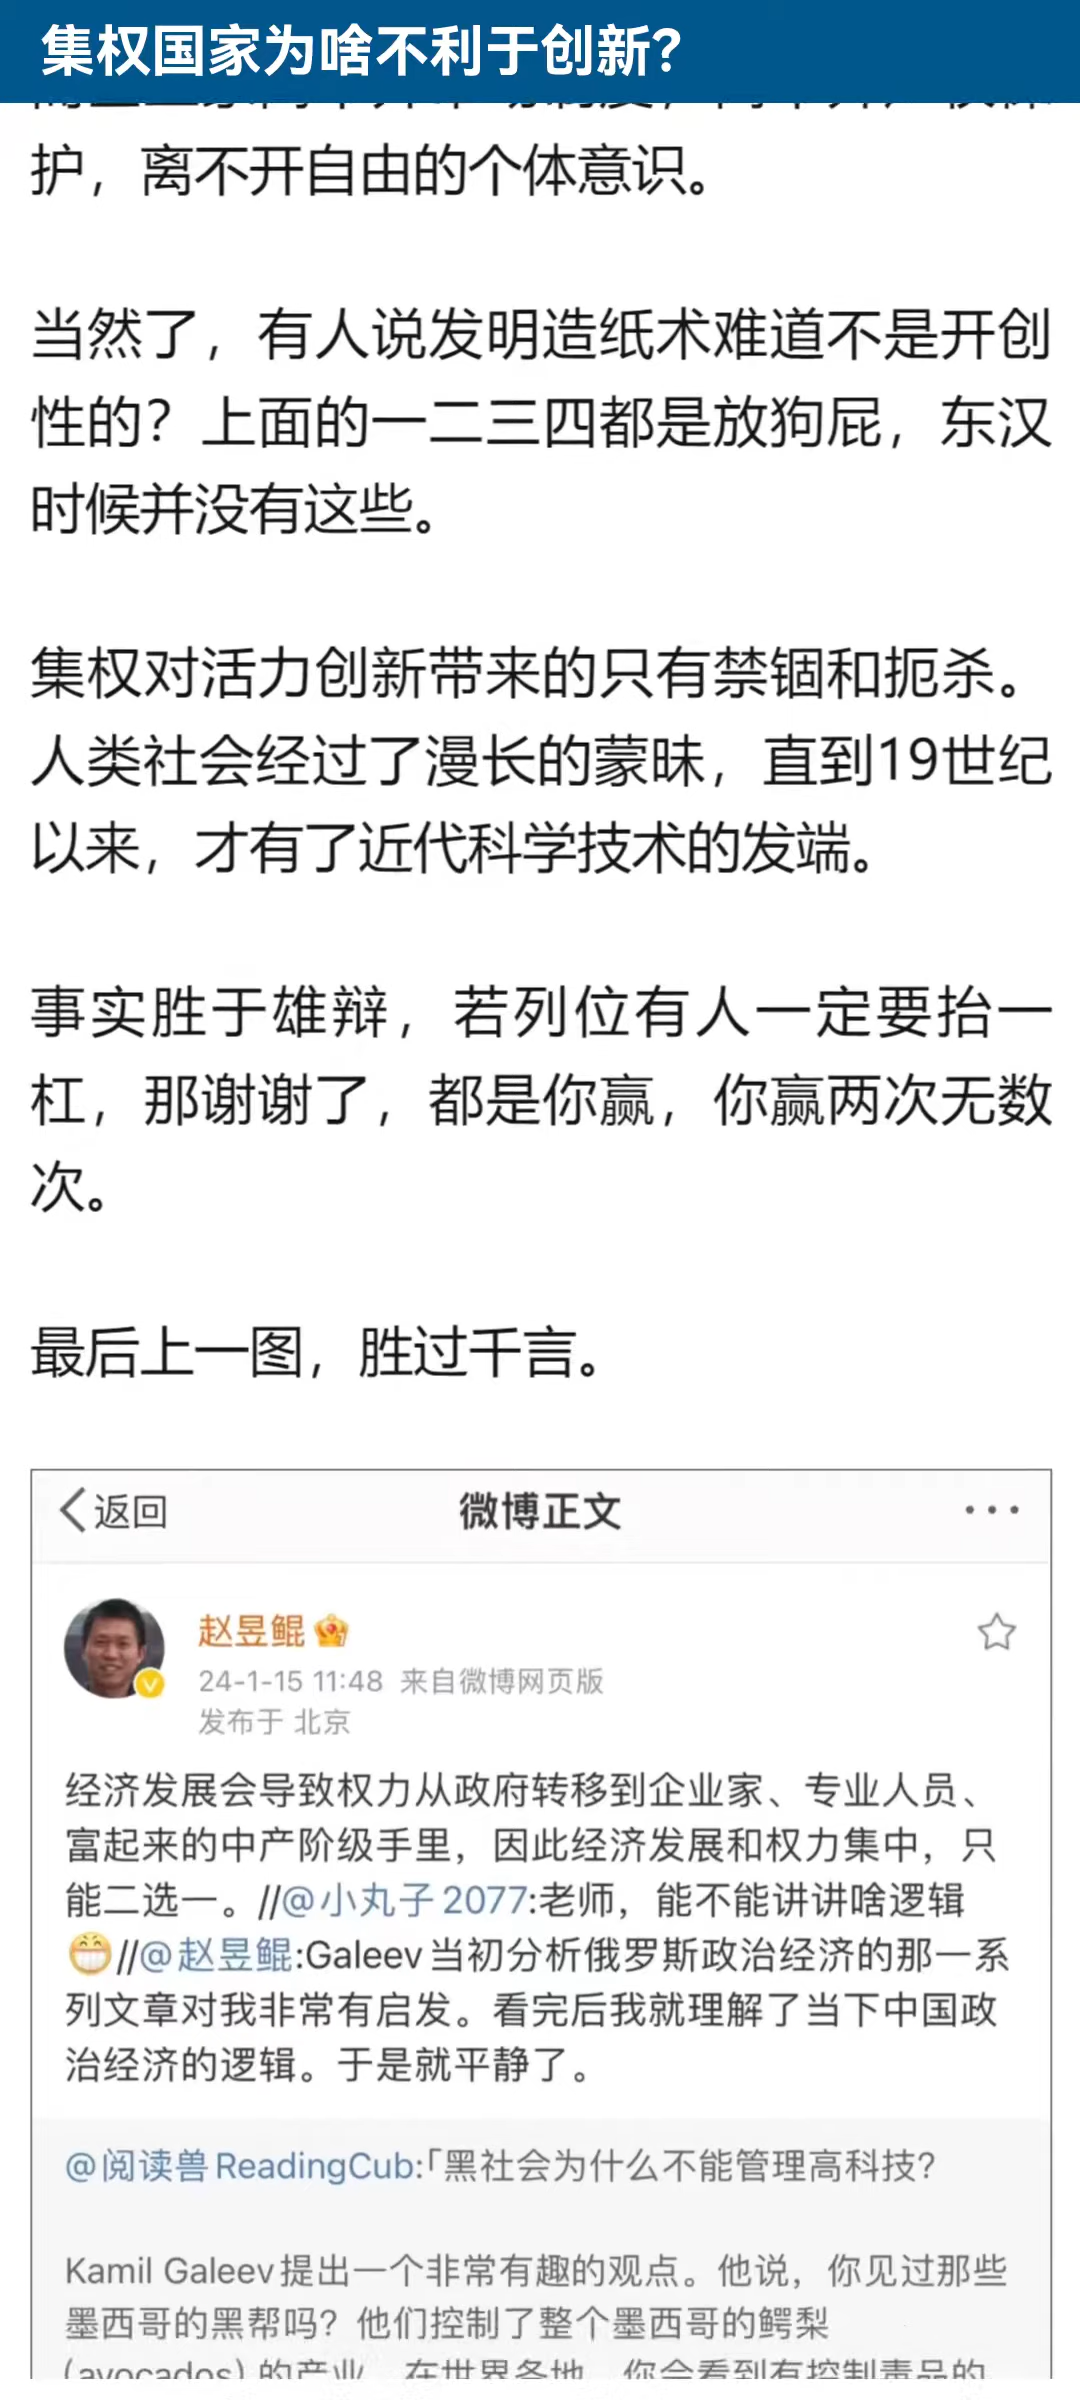 集权国家为啥不利于创新？
护，离不开自由的个体意识。
当然了，有人说发明造纸术难道不是开创
性的？上面的一二三四都是放狗屁，东汉
时候并没有这些。
集权对活力创新带来的只有禁锢和扼杀。
人类社会经过了漫长的蒙昧，直到19世纪
以来，才有了近代科学技术的发端。
事实胜于雄辩，若列位有人一定要抬一
杠，那谢谢了，都是你赢，你赢两次无数
次。
最后上一图，胜过千言。
返回 微博正文
赵昱鲲
24-1-15 11:48 来自微博网页版
发布于 北京
经济发展会导致权力从政府转移到企业家、专业人员、
富起来的中产阶级手里，因此经济发展和权力集中，只
能二选一。//@小丸子2077:老师，能不能讲讲啥逻辑
😁//@赵昱鲲:Galeev当初分析俄罗斯政治经济的那一系
列文章对我非常有启发。看完后我就理解了当下中国政
治经济的逻辑。于是就平静了。
@阅读兽ReadingCub:「黑社会为什么不能管理高科技？
Kamil Galeev提出一个非常有趣的观点。他说，你见过那些
墨西哥的黑帮吗？他们控制了整个墨西哥的鳄梨
(avocados)的产业，在世界各地，你会看到有控制毒品的